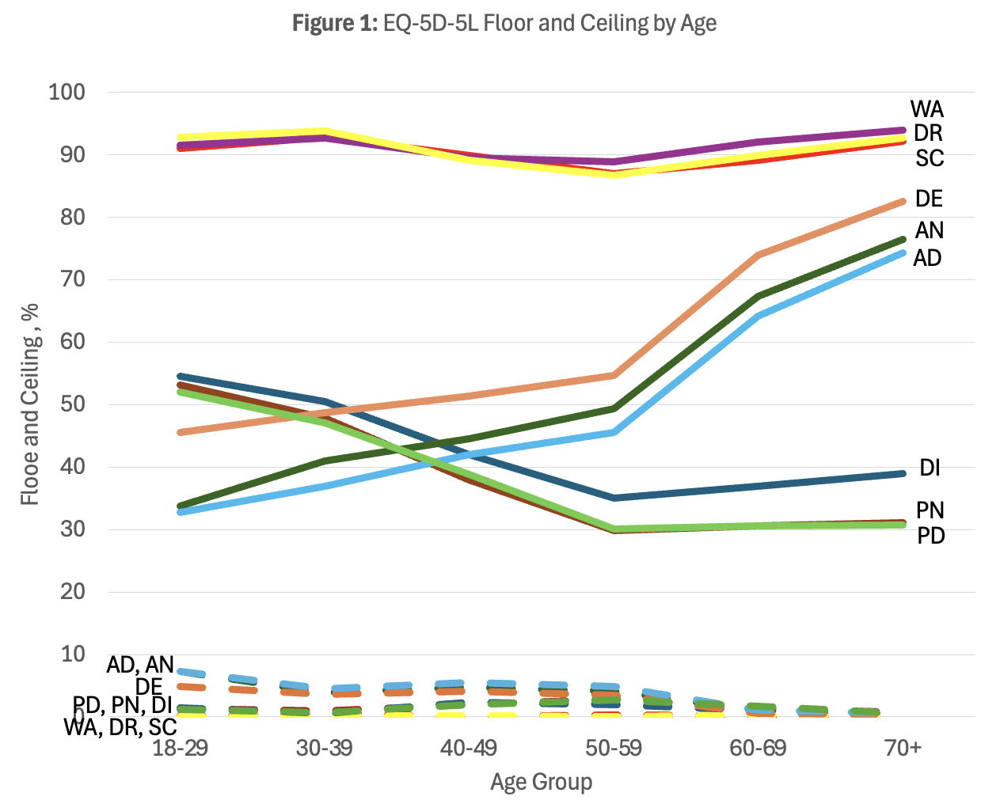 Figure 1: EQ-5D-5L Floor and Ceiling by Age
100
90
80
70
60
50
40
30
20
10
0
Flooe and Ceiling , %
WA
DR
SC
DE
AN
AD
DI
PN
PD
AD, AN
DE
PD, PN, DI
WA, DR, SC
18-29 30-39 40-49 50-59 60-69 70+
Age Group